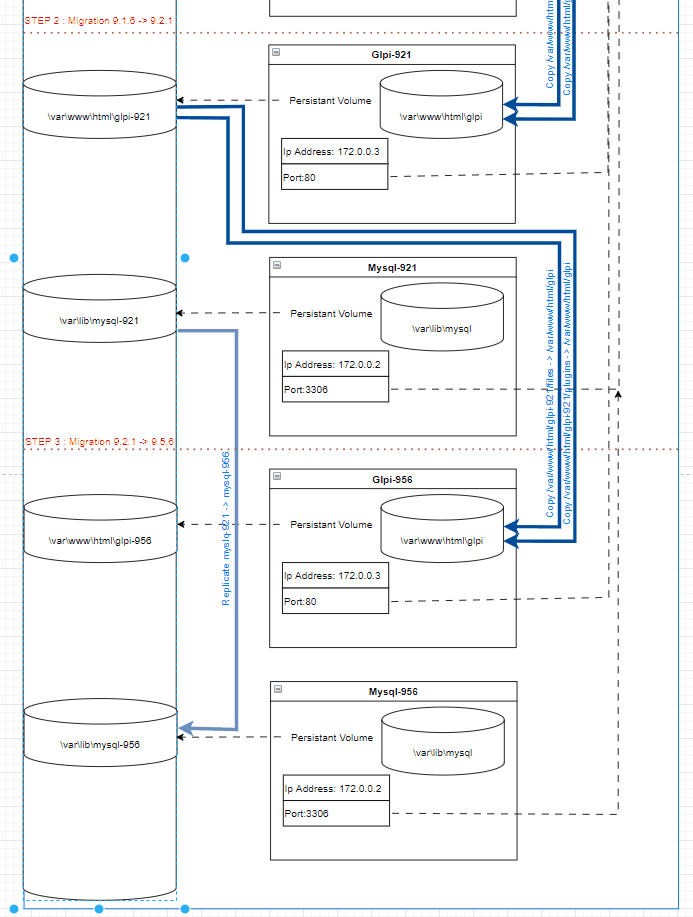 STEP 2 : Migration 9.1.6 -> 9.2.1
Glpi-921
Persistant Volume
\var\www\html\glpi-921
\var\www\html\glpi
Ip Address: 172.0.0.3
Port:80
Mysql-921
Persistant Volume
\var\lib\mysql-921
\var\lib\mysql
Ip Address: 172.0.0.2
Port:3306
Copy /var/www/html
Copy /var/www/html/g
Copy /var/www/html/glpi-921/files -> /var/www/html/glpi
Copy /var/www/html/glpi-921/plugins -> /var/www/html/glpi
STEP 3 : Migration 9.2.1 -> 9.5.6
Replicate myslq-921 -> mysql-956
Glpi-956
Persistant Volume
\var\www\html\glpi-956
\var\www\html\glpi
Ip Address: 172.0.0.3
Port:80
Mysql-956
Persistant Volume
\var\lib\mysql-956
\var\lib\mysql
Ip Address: 172.0.0.2
Port:3306